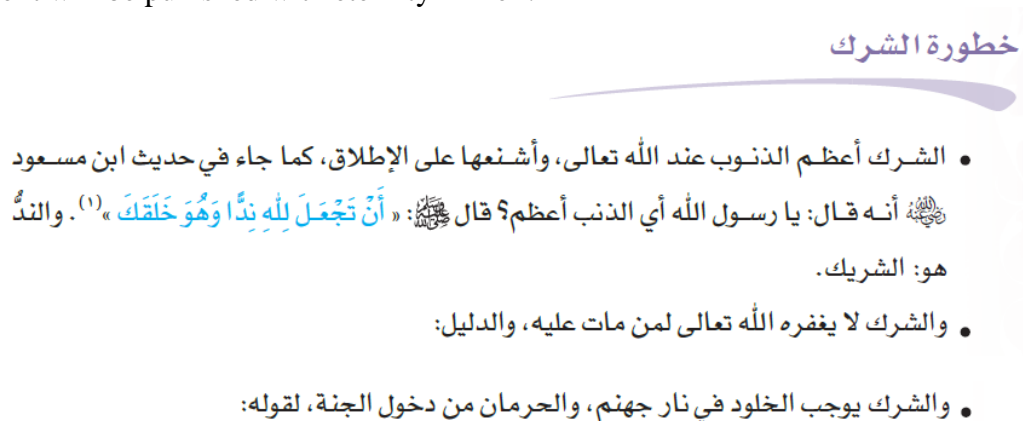 خطورة الشرك
• الشرك أعظم الذنوب عند الله تعالى، وأشنعها على الإطلاق، كما جاء في حديث ابن مسعود
رضي الله عنه أنه قال: يا رسول الله أي الذنب أعظم؟ قال ﷺ: « أَنْ تَجْعَلَ لِلَّهِ نِدًّا وَهُوَ خَلَقَكَ »(١). والندُّ
هو: الشريك.
• والشرك لا يغفره الله تعالى لمن مات عليه، والدليل:
• والشرك يوجب الخلود في نار جهنم، والحرمان من دخول الجنة، لقوله: